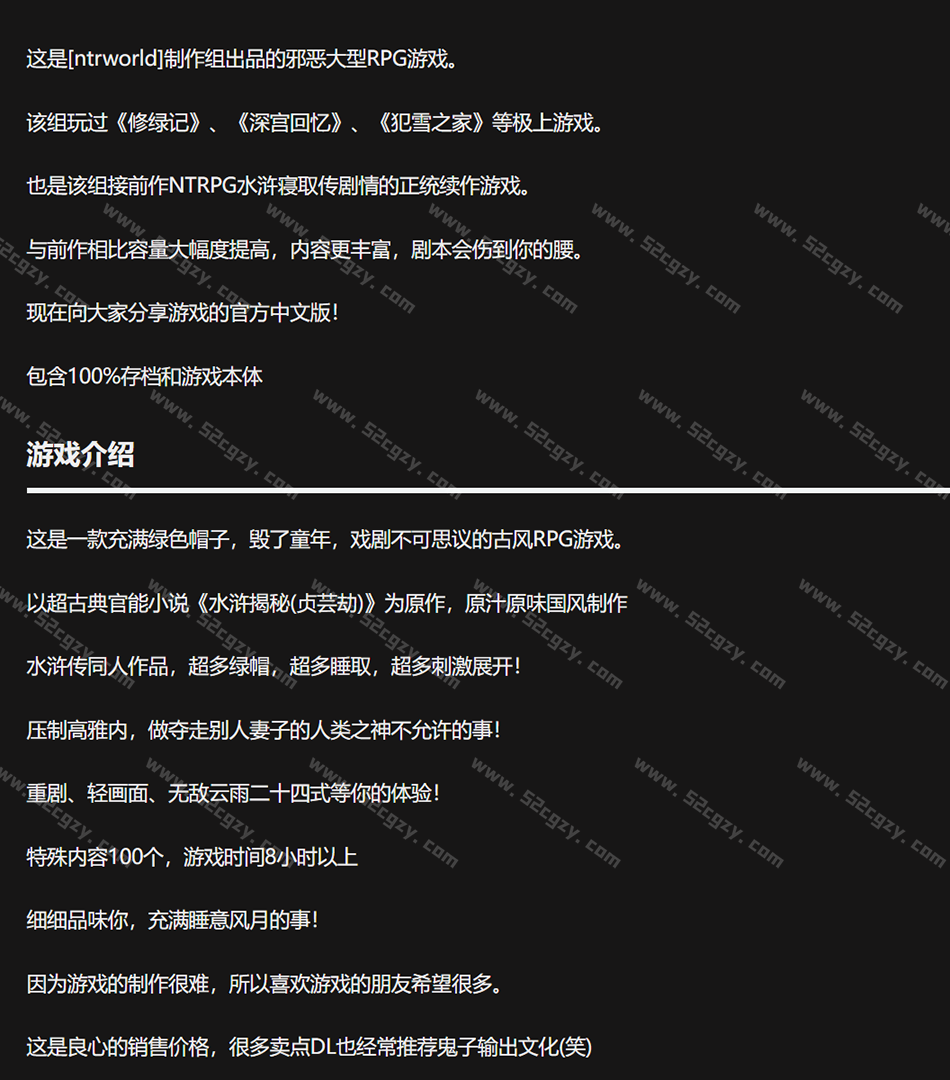 这是[ntrworld]制作组出品的邪恶大型RPG游戏。
该组玩过《修绿记》、《深宫回忆》、《犯雪之家》等极上游戏。
也是该组接前作NTRPG水浒寝取传剧情的正统续作游戏。
与前作相比容量大幅度提高，内容更丰富，剧本会伤到你的腰。
现在向大家分享游戏的官方中文版！
包含100%存档和游戏本体
游戏介绍
这是一款充满绿色帽子，毁了童年，戏剧不可思议的古风RPG游戏。
以超古典官能小说《水浒揭秘(贞芸劫)》为原作，原汁原味国风制作
水浒传同人作品，超多绿帽，超多睡取，超多刺激展开！
压制高雅内，做夺走别人妻子的人类之神不允许的事！
重剧、轻画面、无敌云雨二十四式等你的体验！
特殊内容100个，游戏时间8小时以上
细细品味你，充满睡意风月的事！
因为游戏的制作很难，所以喜欢游戏的朋友希望很多。
这是良心的销售价格，很多卖点DL也经常推荐鬼子输出文化(笑)
www.52cgzy.com